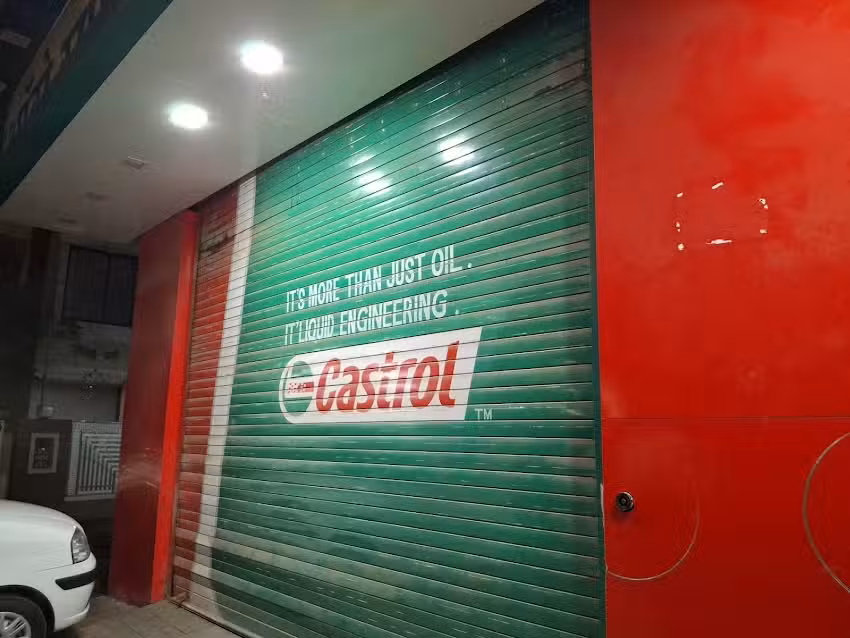 IT'S MORE THAN JUST OIL.
IT'LIQUID ENGINEERING.
Castrol
TM